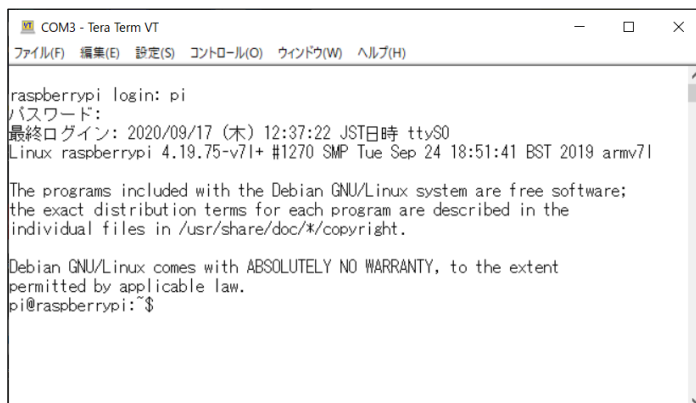 COM3 - Tera Term VT
ファイル(F) 編集(E) 設定(S) コントロール(O) ウィンドウ(W) ヘルプ(H)
raspberrypi login: pi
パスワード:
最終ログイン: 2020/09/17 (木) 12:37:22 JST日時 ttyS0
Linux raspberrypi 4.19.75-v7l+ #1270 SMP Tue Sep 24 18:51:41 BST 2019 armv7l
The programs included with the Debian GNU/Linux system are free software;
the exact distribution terms for each program are described in the
individual files in /usr/share/doc/*/copyright.
Debian GNU/Linux comes with ABSOLUTELY NO WARRANTY, to the extent
permitted by applicable law.
pi@raspberrypi:~$